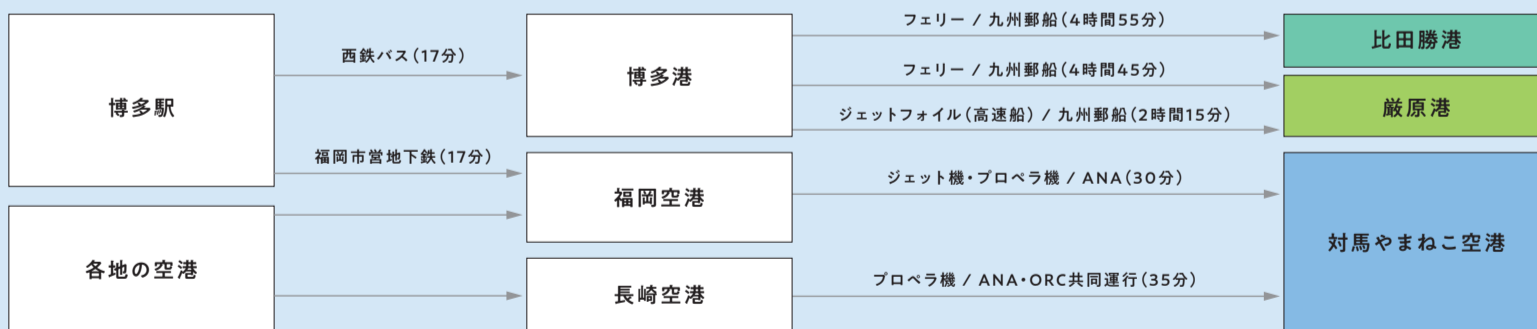 博多駅
西鉄バス(17分)
福岡市営地下鉄(17分)
各地の空港
博多港
福岡空港
長崎空港
フェリー / 九州郵船(4時間55分)
フェリー / 九州郵船(4時間45分)
ジェットフォイル(高速船) / 九州郵船(2時間15分)
ジェット機・プロペラ機 / ANA(30分)
プロペラ機 / ANA・ORC共同運行(35分)
比田勝港
厳原港
対馬やまねこ空港